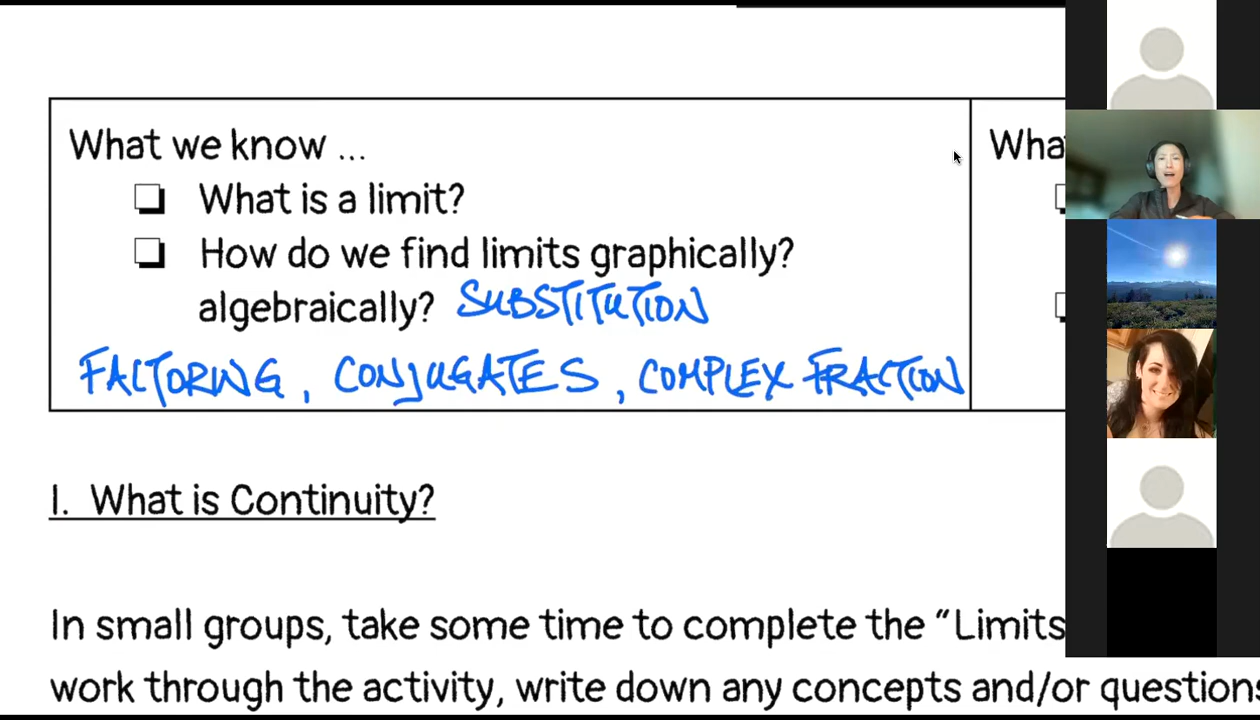 What we know ...
What is a limit?
How do we find limits graphically?
algebraically? SUBSTITUTION
FACTORING, CONJUGATES, COMPLEX FRACTION
I. What is Continuity?
In small groups, take some time to complete the “Limits
work through the activity, write down any concepts and/or questions